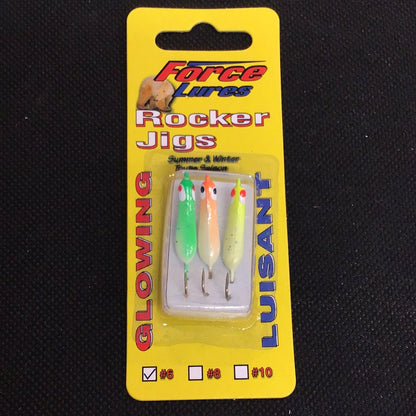 Force
Lures
Rocker
Jigs
Summer & Winter
GLOWING
LUISANT
#6 #8 #10